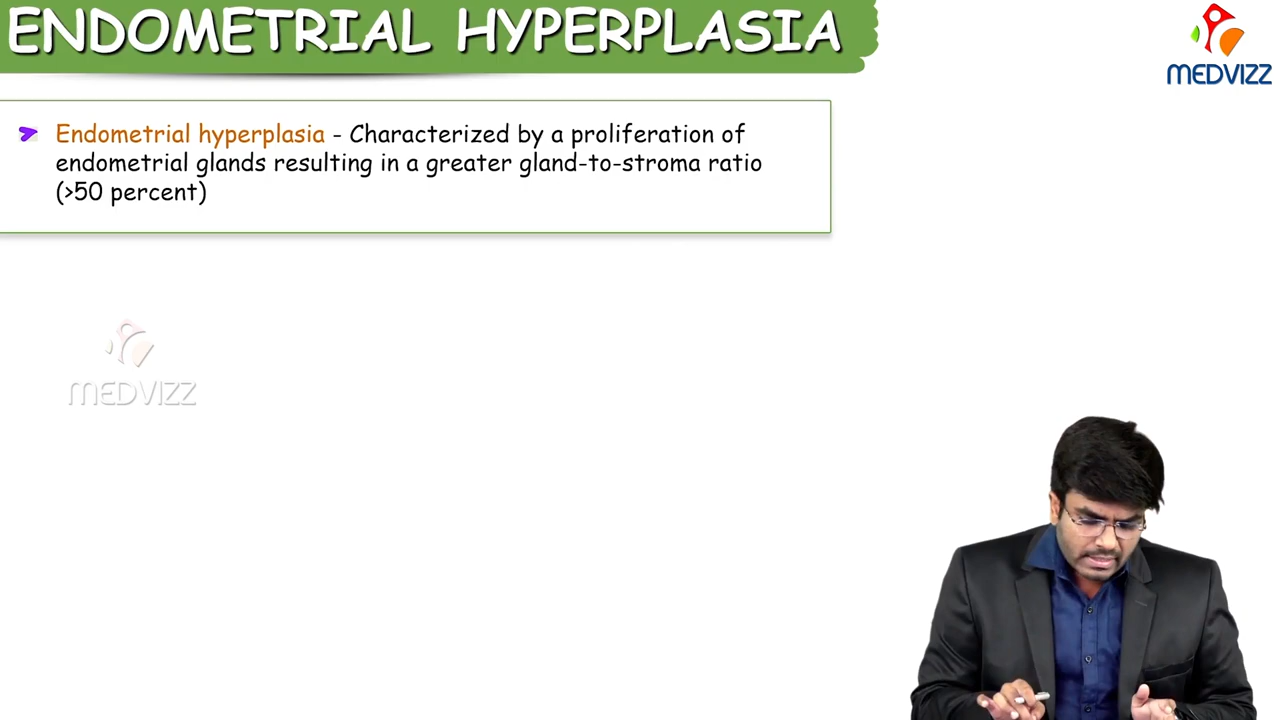 ENDOMETRIAL HYPERPLASIA
MEDVIZZ
Endometrial hyperplasia - Characterized by a proliferation of
endometrial glands resulting in a greater gland-to-stroma ratio
(>50 percent)
MEDVIZZ